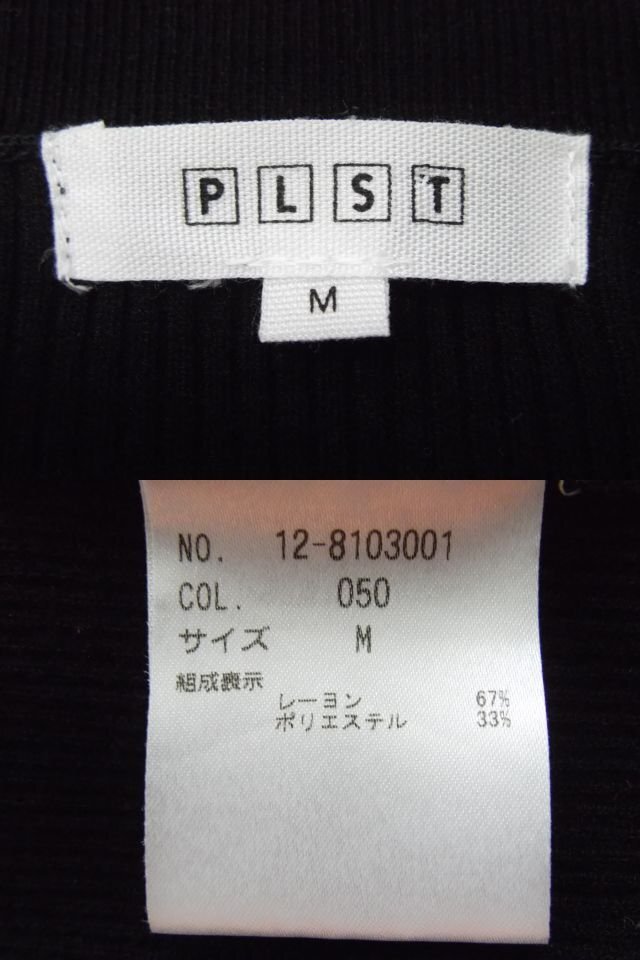 PLST
M
NO. 12-8103001
COL. 050
サイズ M
組成表示
レーヨン 67%
ポリエステル 33%